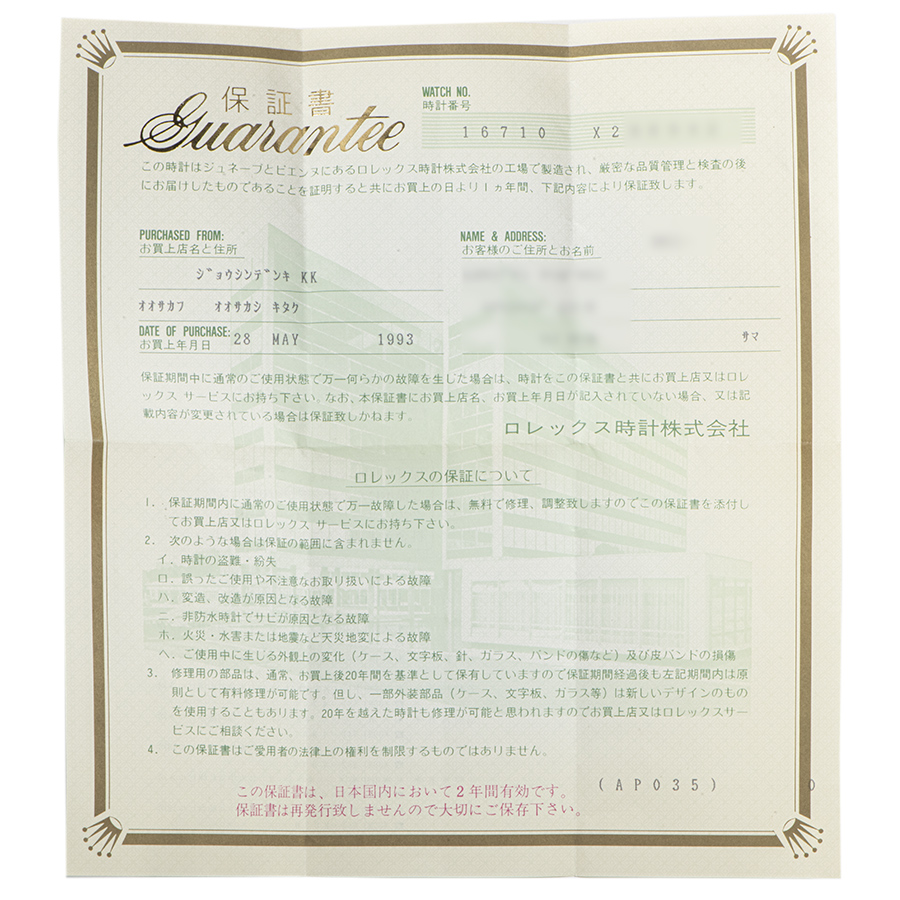 保証書
Guarantee
WATCH NO.
時計番号
16710 X2
この時計はジュネーブとビエンヌにあるロレックス時計株式会社の工場で製造され、厳密な品質管理と検査の後
にお届けしたものであることを証明すると共にお買上の日より1ヵ年間、下記内容により保証致します。
PURCHASED FROM:
お買上店名と住所
ジョウシンデンキ KK
オオサカフ オオサカシ キタク
DATE OF PURCHASE:
お買上年月日
28 MAY 1993
NAME & ADDRESS:
お客様のご住所とお名前
サマ
保証期間中に通常のご使用状態で万一何らかの故障を生じた場合は、時計をこの保証書と共にお買上店又はロレ
ックス サービスにお持ち下さい。なお、本保証書にお買上店名、お買上年月日が記入されていない場合、又は記
載内容が変更されている場合は保証致しかねます。
ロレックス時計株式会社
ロレックスの保証について
1. 保証期間内に通常のご使用状態で万一故障した場合は、無料で修理、調整致しますのでこの保証書を添付し
てお買上店又はロレックス サービスにお持ち下さい。
2. 次のような場合は保証の範囲に含まれません。
イ. 時計の盗難・紛失
ロ. 誤ったご使用や不注意なお取り扱いによる故障
ハ. 変造、改造が原因となる故障
ニ. 非防水時計でサビが原因となる故障
ホ. 火災・水害または地震など天災地変による故障
ヘ. ご使用中に生じる外観上の変化（ケース、文字板、針、ガラス、バンドの傷など）及び皮バンドの損傷
3. 修理用の部品は、通常、お買上後20年間を基準として保有していますので保証期間経過後も左記期間内は原
則として有料修理が可能です。但し、一部外装部品（ケース、文字板、ガラス等）は新しいデザインのもの
を使用することもあります。20年を越えた時計も修理が可能と思われますのでお買上店又はロレックスサー
ビスにご相談ください。
4. この保証書はご愛用者の法律上の権利を制限するものではありません。
この保証書は、日本国内において2年間有効です。
保証書は再発行致しませんので大切にご保存下さい。
(AP035)
0